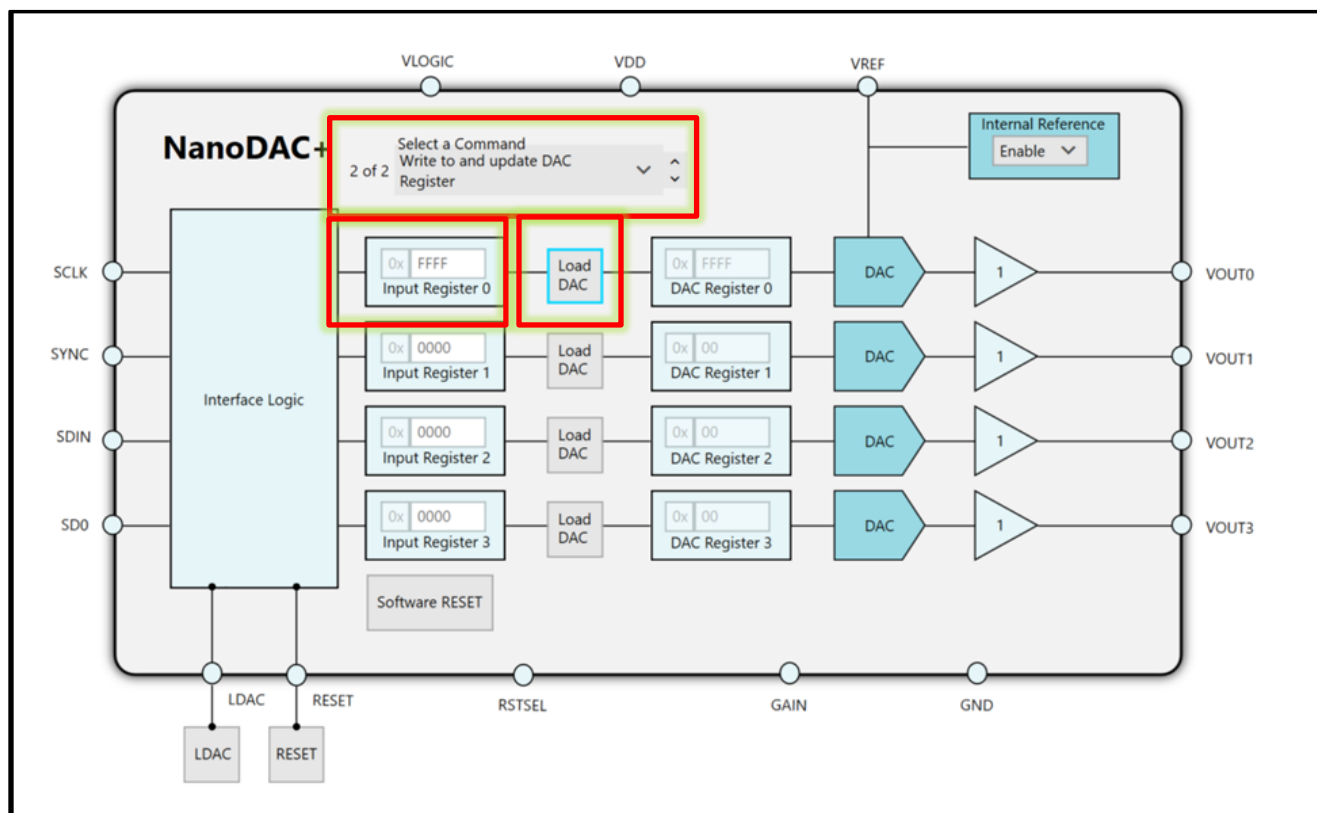 VLOGIC
VDD
VREF
NanoDAC+
Select a Command
2 of 2
Write to and update DAC
Register
Internal Reference
Enable
SCLK
SYNC
SDIN
SD0
Interface Logic
0x FFFF
Input Register 0
Load
DAC
0x FFFF
DAC Register 0
DAC
1
VOUT0
0x 0000
Input Register 1
Load
DAC
0x 00
DAC Register 1
DAC
1
VOUT1
0x 0000
Input Register 2
Load
DAC
0x 00
DAC Register 2
DAC
1
VOUT2
0x 0000
Input Register 3
Load
DAC
0x 00
DAC Register 3
DAC
1
VOUT3
Software RESET
LDAC
RESET
RSTSEL
GAIN
GND
LDAC
RESET